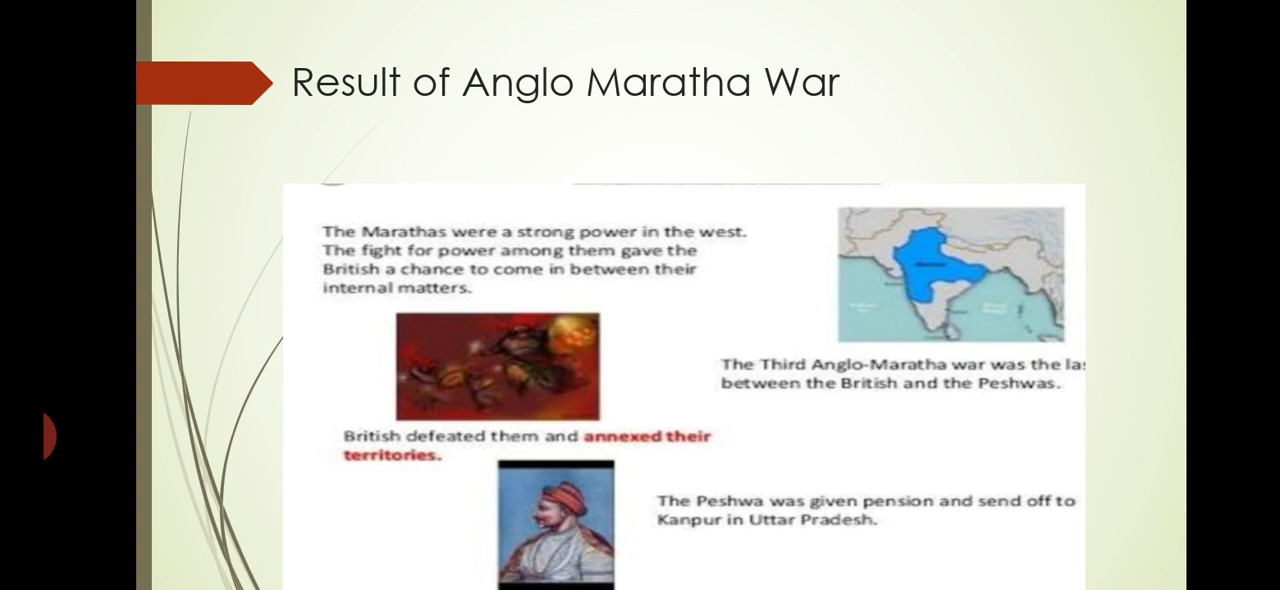 Result of Anglo Maratha War
The Marathas were a strong power in the west.
The fight for power among them gave the
British a chance to come in between their
internal matters.
The Third Anglo-Maratha war was the
between the British and the Peshwas.
British defeated them and annexed their
territories.
The Peshwa was given pension and send off to
Kanpur in Uttar Pradesh.